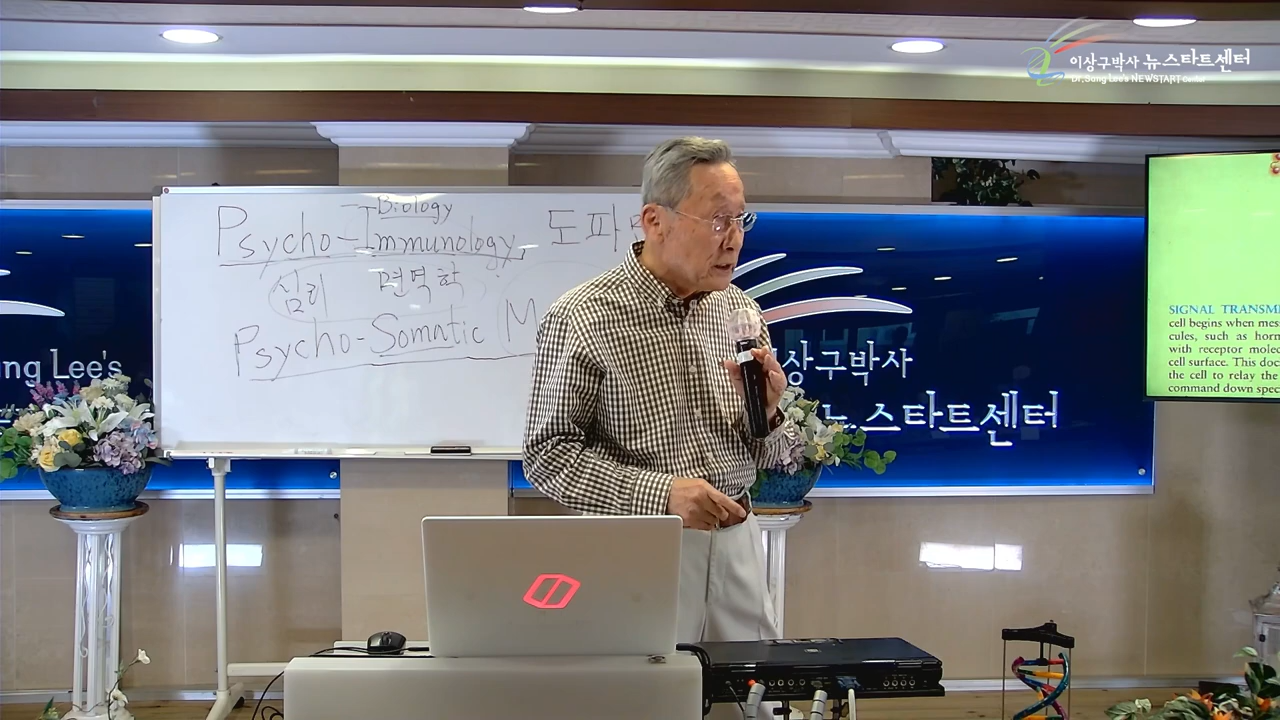 이상구박사 뉴스타트센터
Dr. Sang Lee's NEWSTART Center
Biology
Psycho-Immunology, 도파
심리 면역학
Psycho-Somatic (M
ng Lee's
이상구박사
뉴스타트센터
SIGNAL TRANSMI
cell begins when mes
cules, such as horn
with receptor molec
cell surface. This doc
the cell to relay the
command down spec